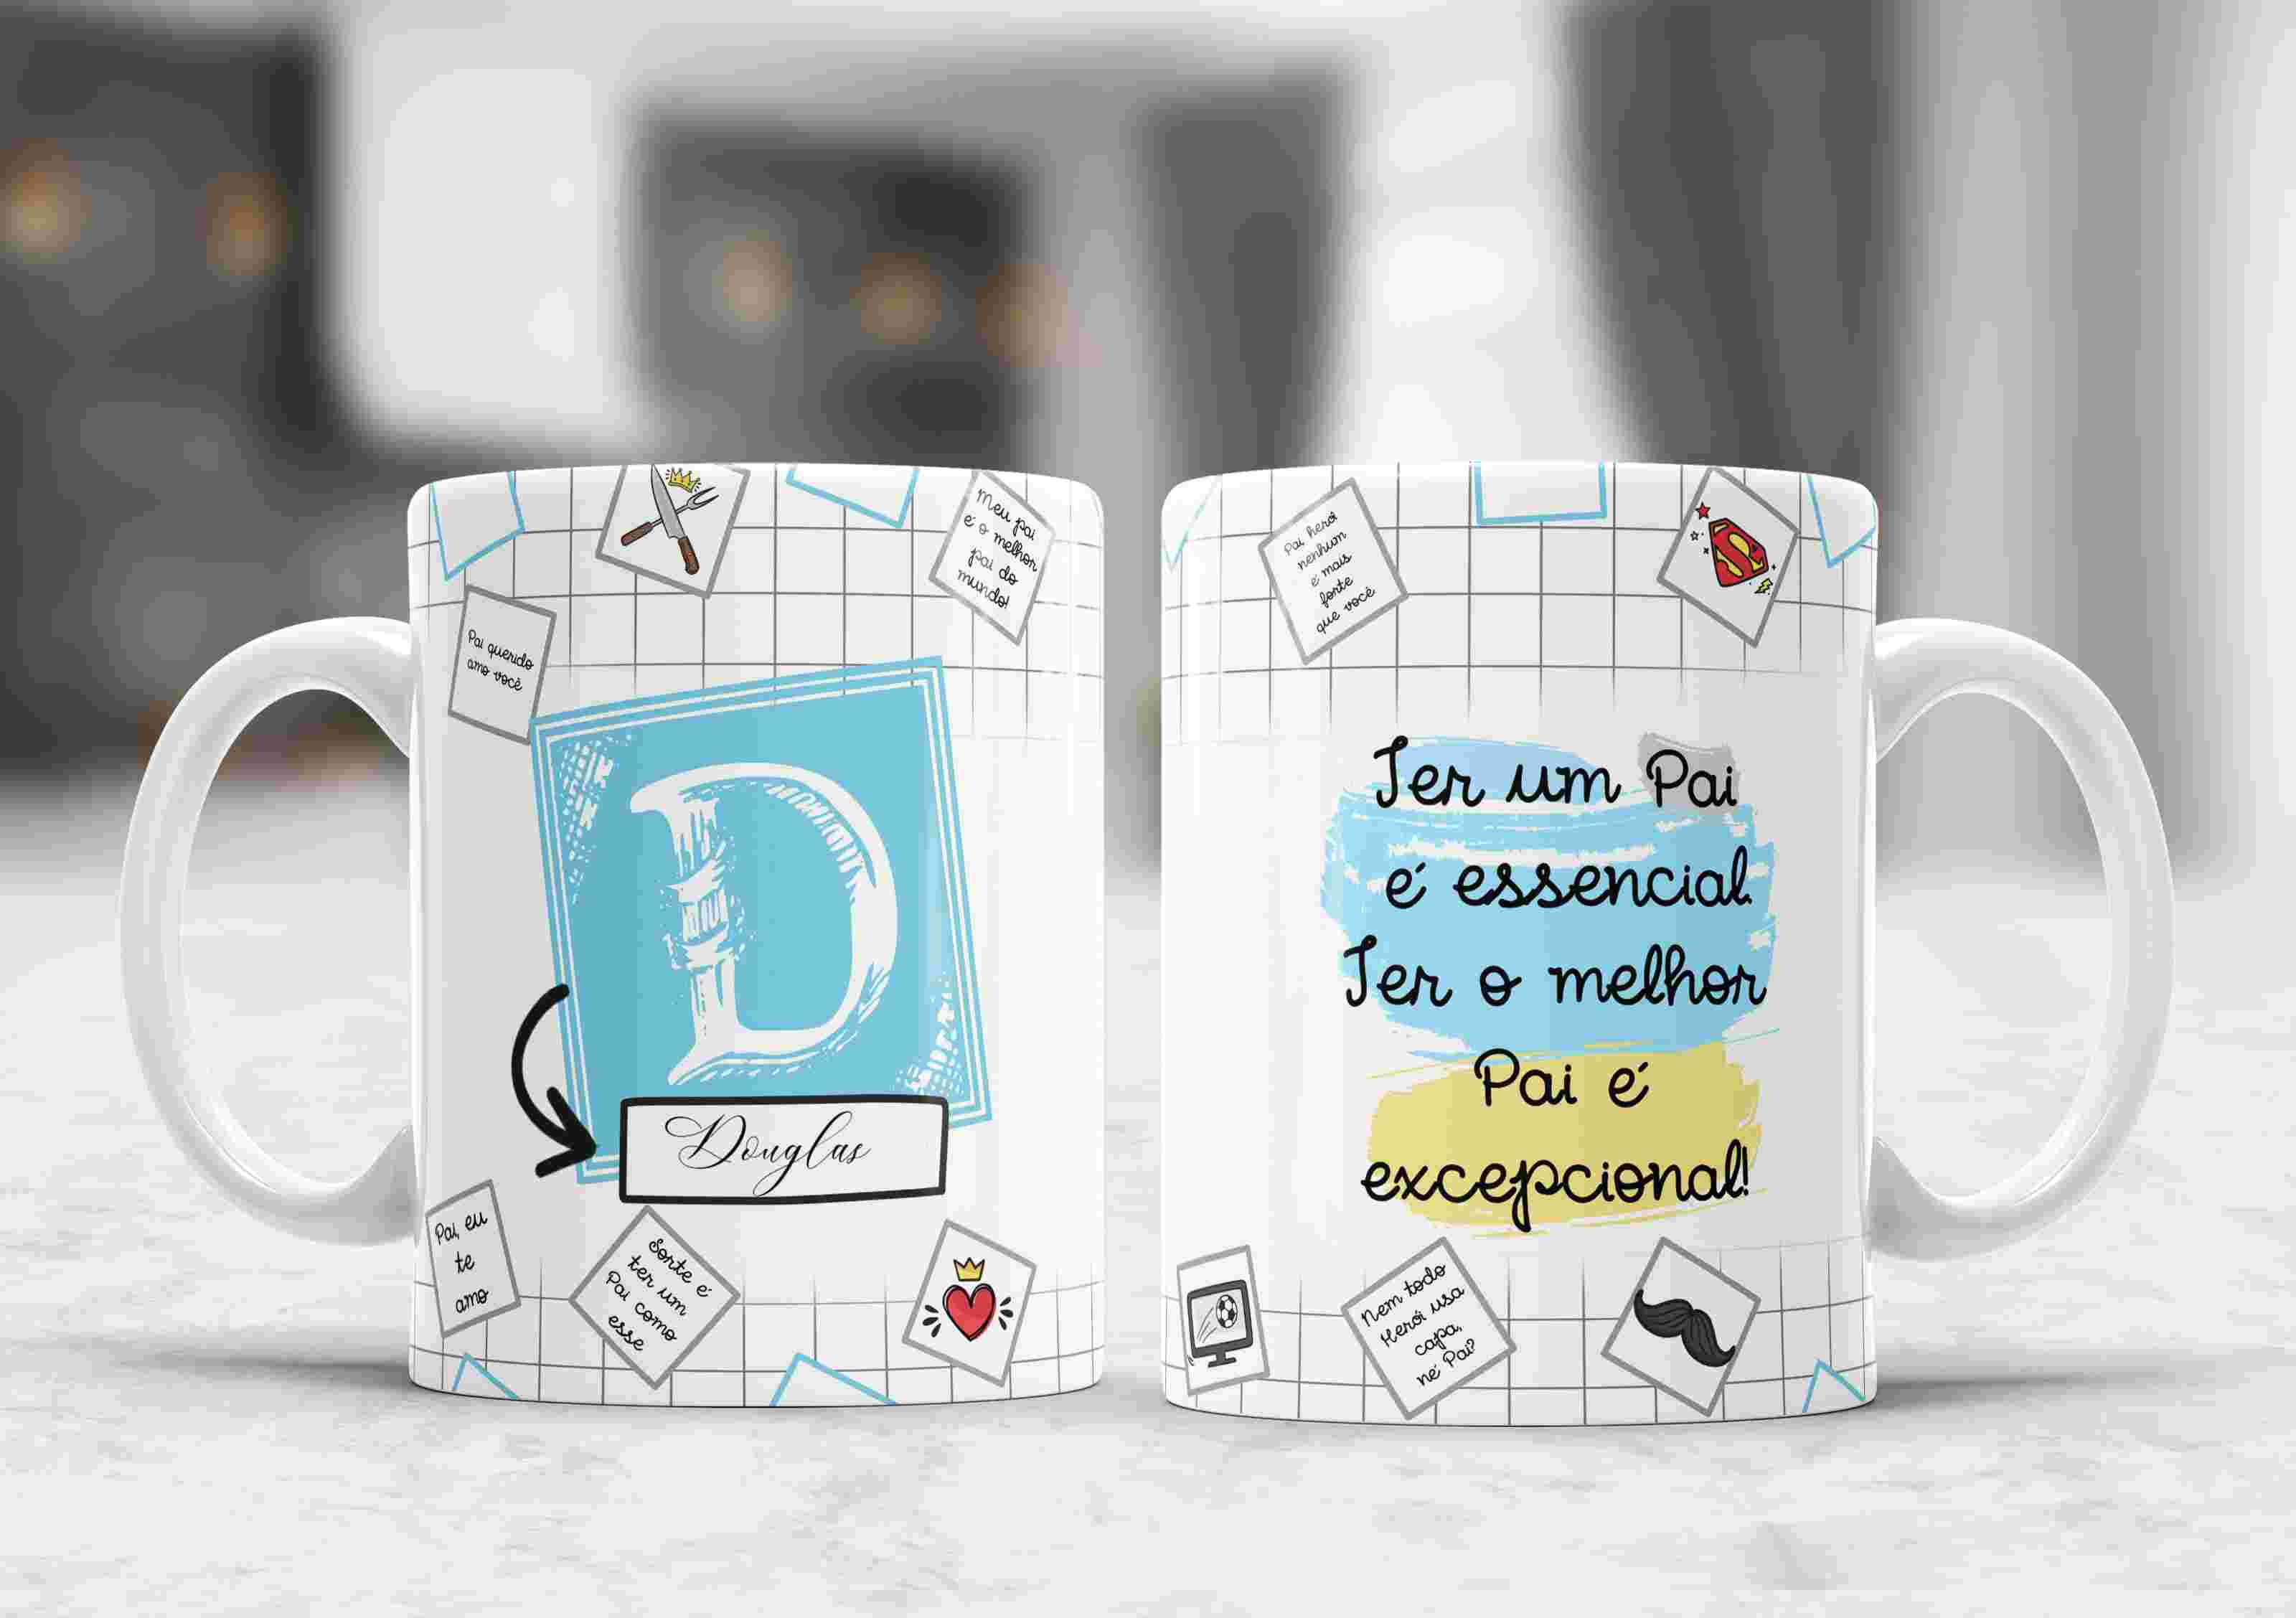 Meu pai
é o melhor
pai do
mundo!
Pai querido
amo você
D
Douglas
Pai, eu
te
amo
Sorte é
ter um
Pai como
esse
Pai, herói
nenhum
é mais
forte
que você
S
Ter um Pai
é essencial.
Ter o melhor
Pai é
excepcional!
Nem todo
Herói usa
capa,
né Pai?